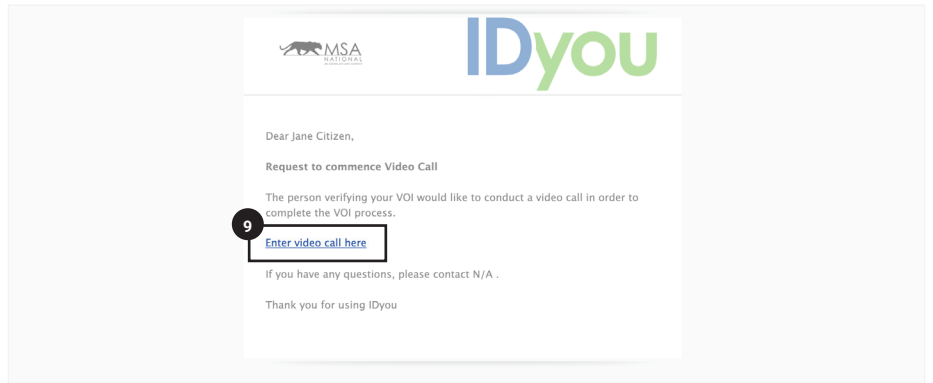 MSA
NATIONAL
IDyou
Dear Jane Citizen,
Request to commence Video Call
The person verifying your VOI would like to conduct a video call in order to
complete the VOI process.
9
Enter video call here
If you have any questions, please contact N/A .
Thank you for using IDyou